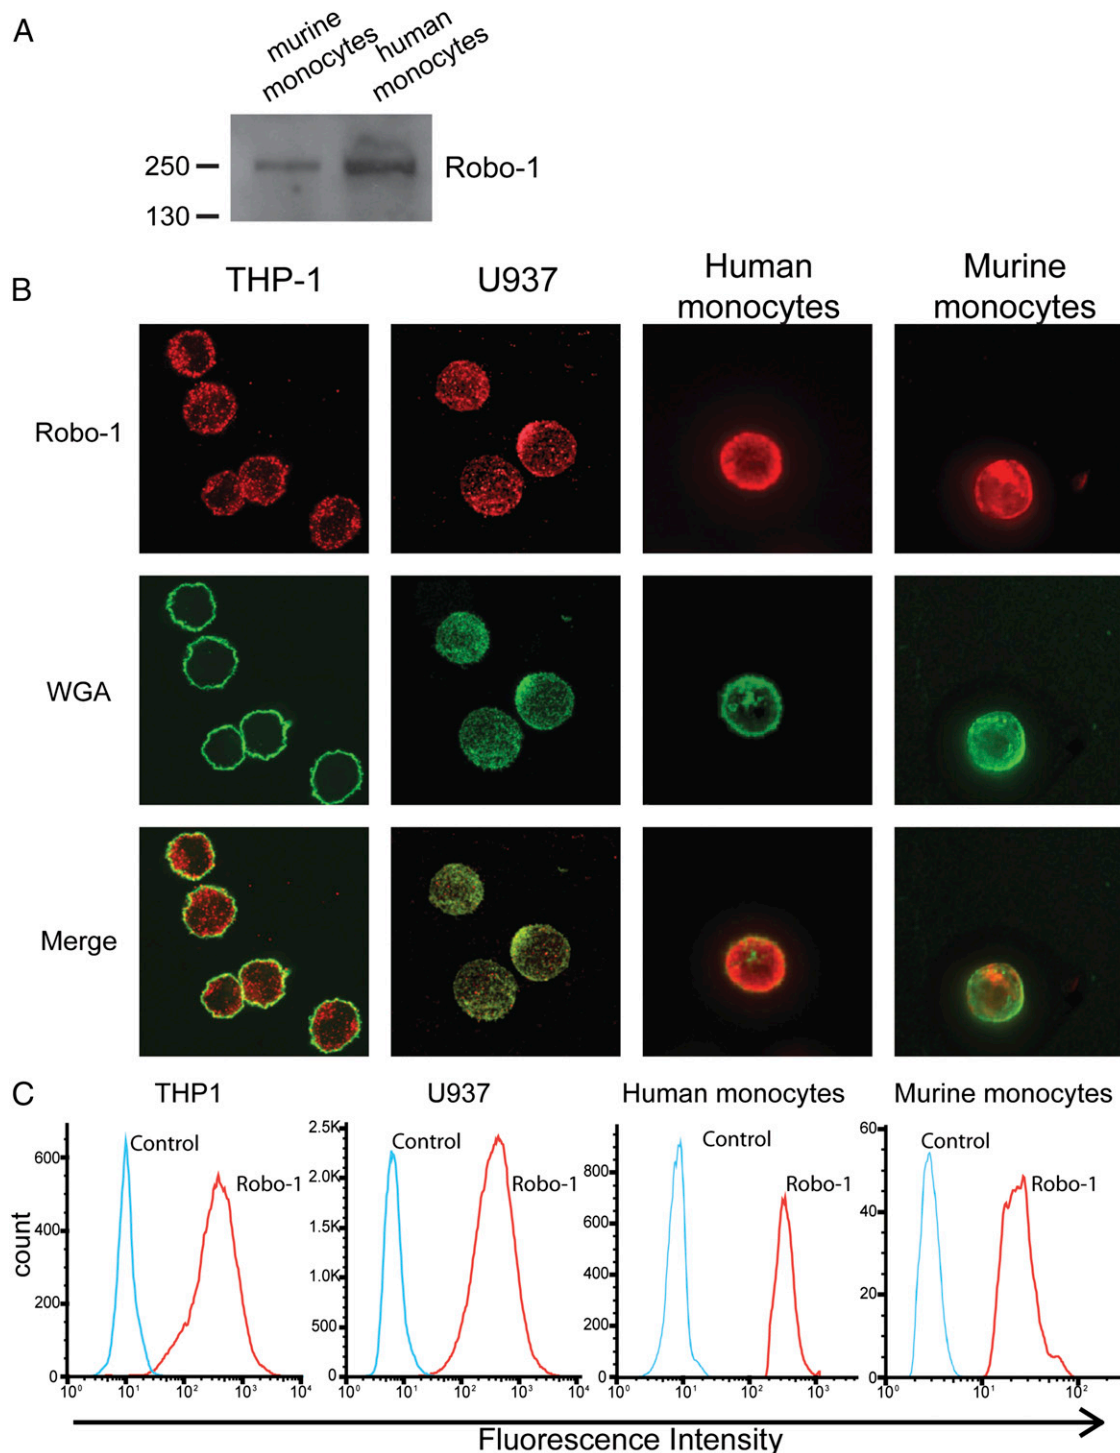 A
murine
monocytes
human
monocytes
250
Robo-1
130
B
THP-1
U937
Human
monocytes
Murine
monocytes
Robo-1
WGA
Merge
C
THP1
U937
Human monocytes
Murine monocytes
count
600
400
200
0
Control
Robo-1
10⁰
10¹
10²
10³
10⁴
2.5K
2.0K
1.5K
1.0K
500
0
Control
Robo-1
10⁰
10¹
10²
10³
10⁴
800
600
400
200
0
Control
Robo-1
10⁰
10¹
10²
10³
60
40
20
0
Control
Robo-1
10⁰
10¹
10²
Fluorescence Intensity